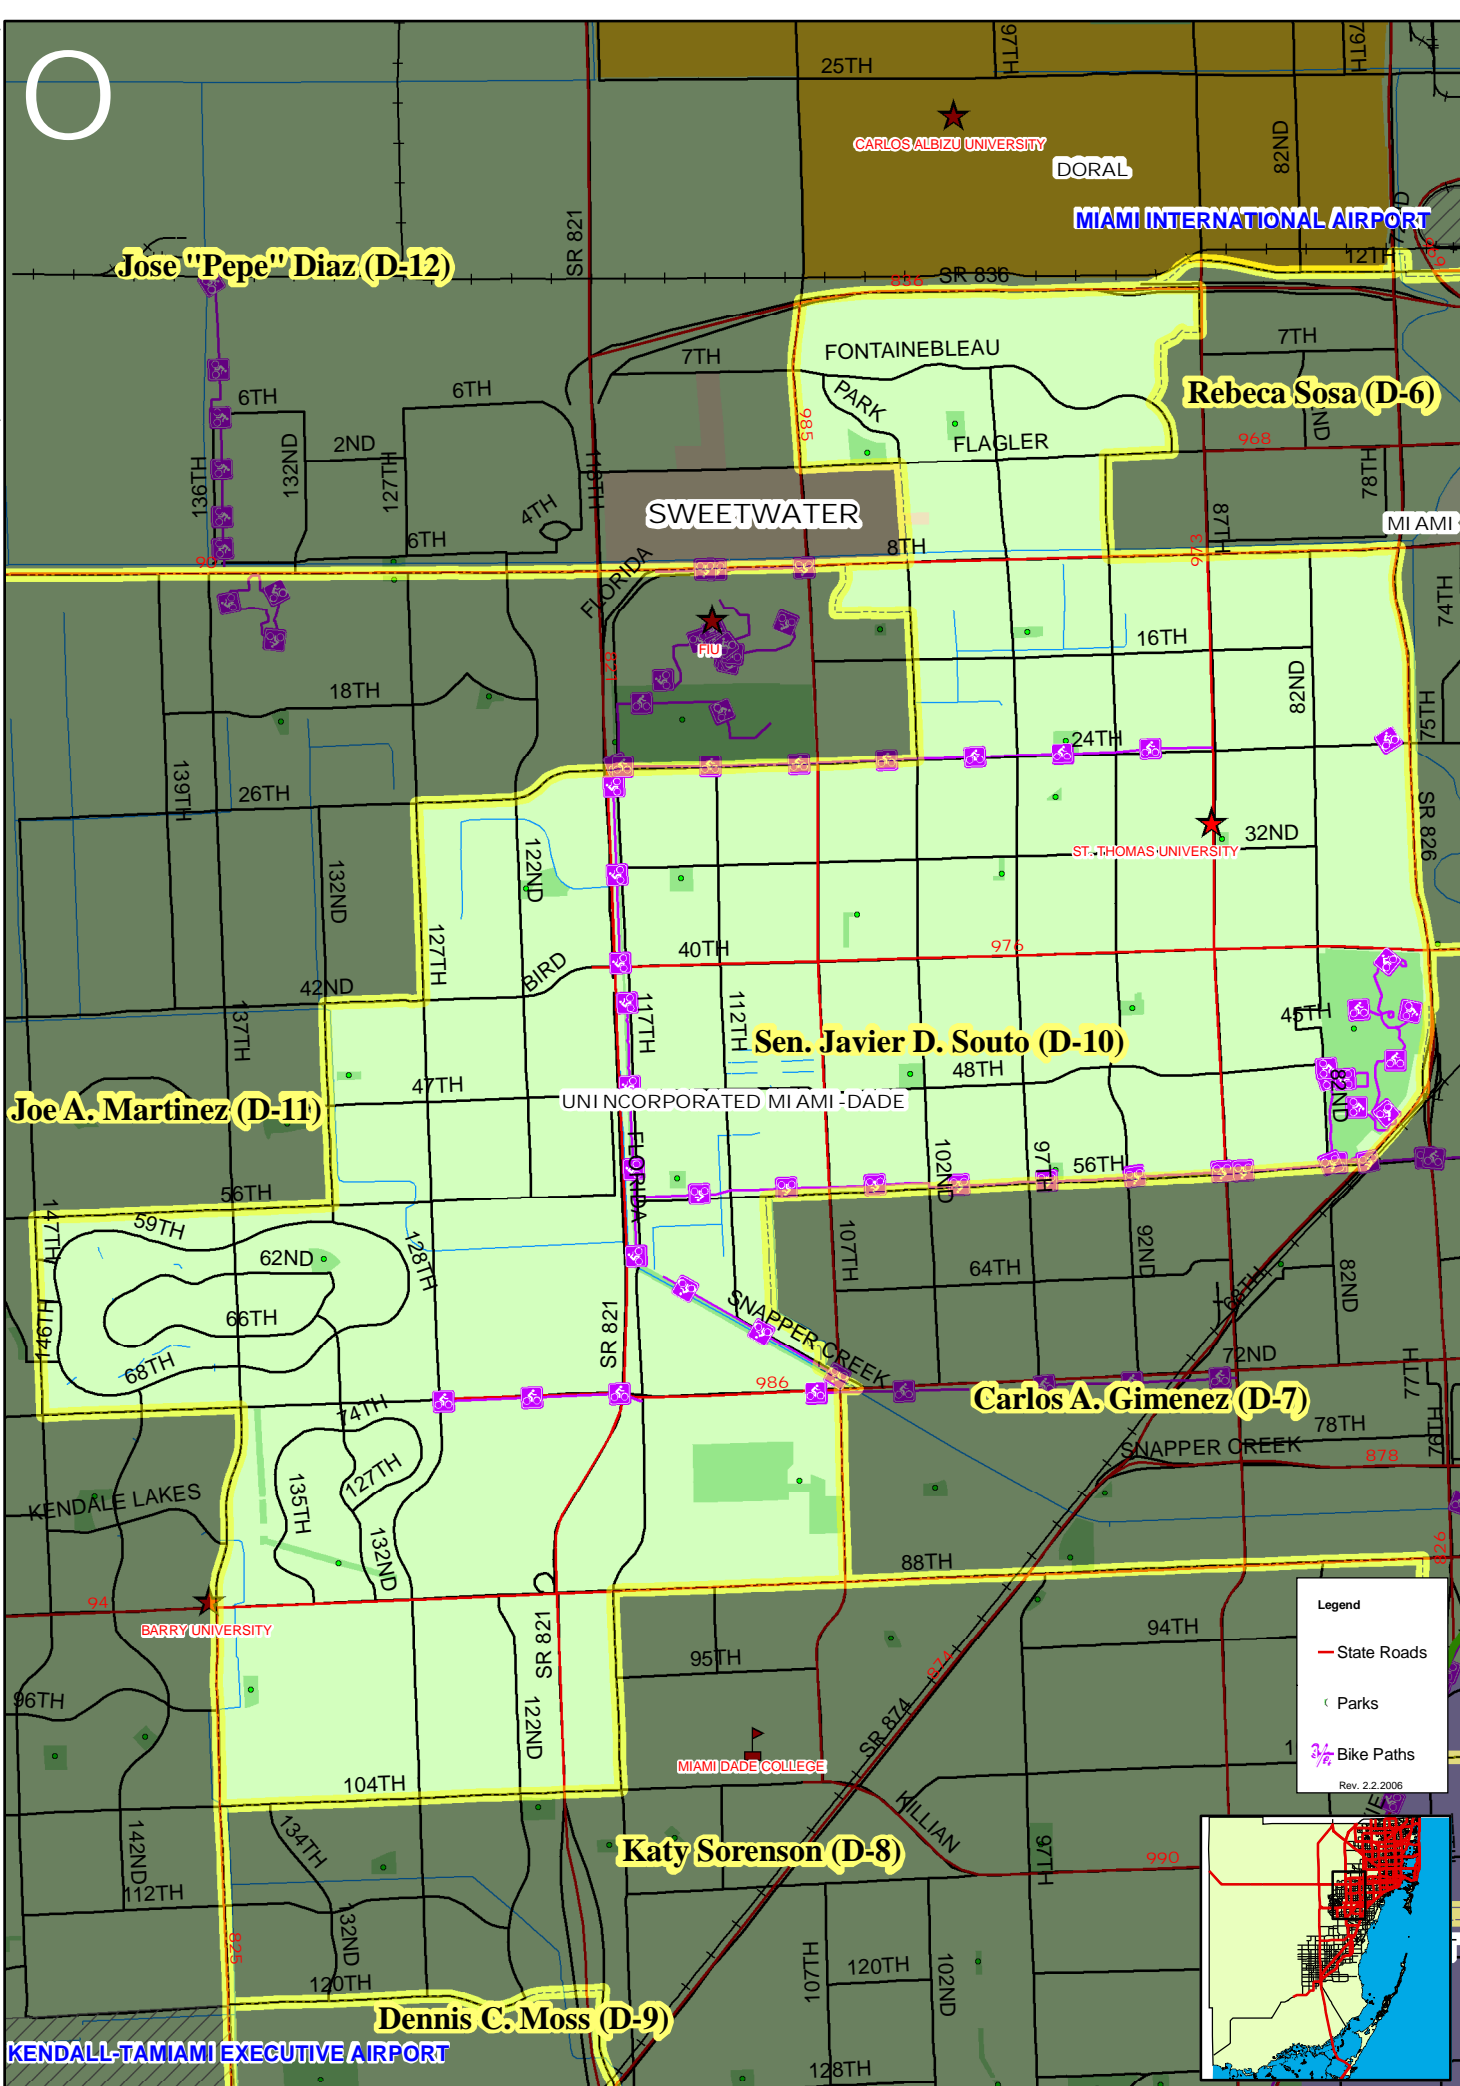 O
25TH
97TH
79TH
CARLOS ALBIZU UNIVERSITY
82ND
DORAL
MIAMI INTERNATIONAL AIRPORT
SR 821
Jose "Pepe" Diaz (D-12)
12TH
836
SR 836
7TH
FONTAINEBLEAU
7TH
6TH
6TH
PARK
Rebeca Sosa (D-6)
985
2ND
132ND
127TH
136TH
FLAGLER
968
78TH
4TH
SWEETWATER
87TH
MIAMI
6TH
8TH
973
90
FLORIDA
74TH
FIU
821
16TH
18TH
82ND
75TH
24TH
139TH
26TH
SR 826
32ND
ST. THOMAS UNIVERSITY
122ND
132ND
127TH
40TH
976
BIRD
42ND
137TH
117TH
112TH
45TH
Sen. Javier D. Souto (D-10)
47TH
48TH
82ND
UNINCORPORATED MIAMI-DADE
Joe A. Martinez (D-11)
FLORIDA
102ND
97TH
56TH
56TH
147TH
59TH
62ND
128TH
107TH
92ND
64TH
82ND
68TH
146TH
66TH
SR 821
SNAPPER CREEK
68TH
72ND
77TH
986
Carlos A. Gimenez (D-7)
74TH
78TH
76TH
SNAPPER CREEK
878
127TH
KENDALE LAKES
135TH
132ND
88TH
826
94
BARRY UNIVERSITY
SR 821
95TH
94TH
874
96TH
122ND
SR 874
MIAMI DADE COLLEGE
104TH
KILLIAN
134TH
142ND
Katy Sorenson (D-8)
97TH
990
112TH
132ND
825
107TH
120TH
102ND
120TH
Dennis C. Moss (D-9)
KENDALL-TAMIAMI EXECUTIVE AIRPORT
128TH
Legend
State Roads
Parks
Bike Paths
Rev. 2.2.2006